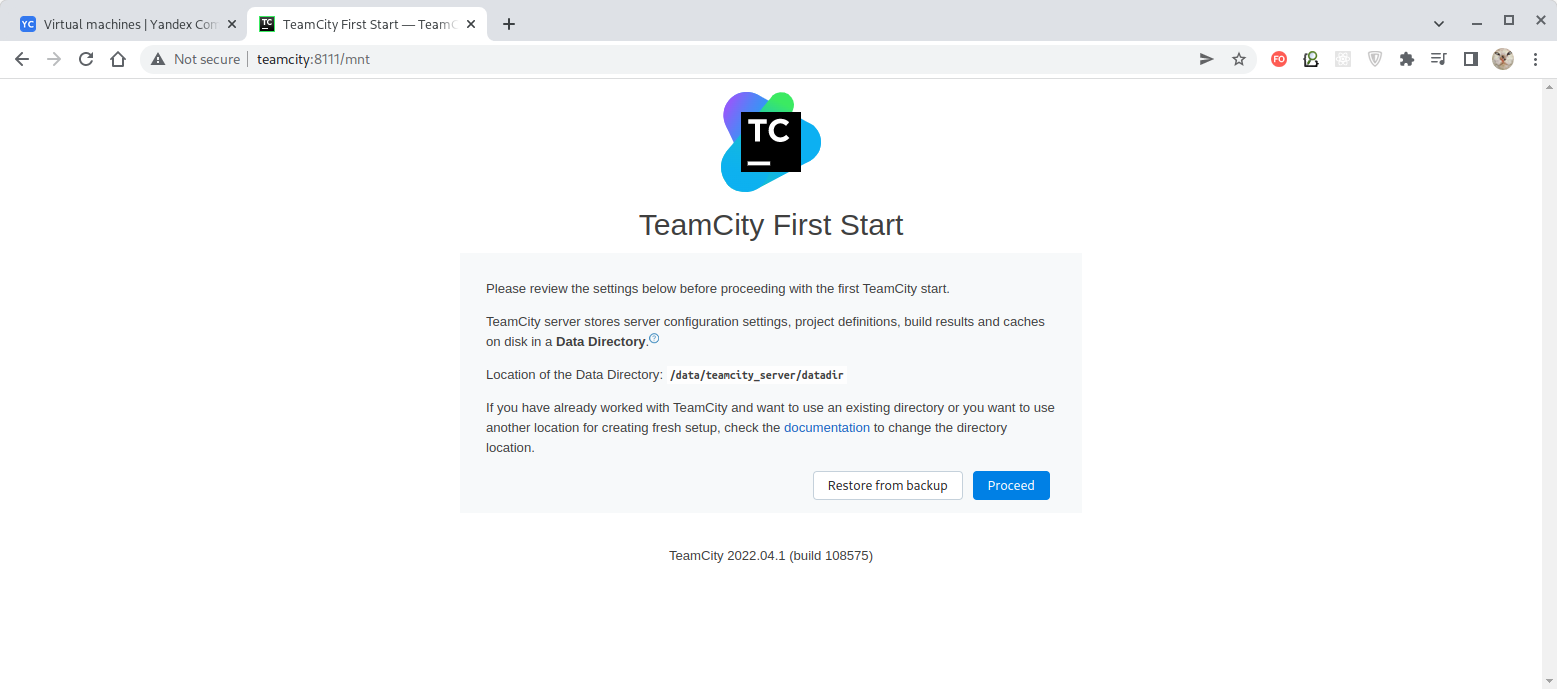 YC Virtual machines | Yandex Com
TC TeamCity First Start — TeamC
Not secure
teamcity:8111/mnt
FO
TC
TeamCity First Start
Please review the settings below before proceeding with the first TeamCity start.
TeamCity server stores server configuration settings, project definitions, build results and caches
on disk in a Data Directory.?
Location of the Data Directory: /data/teamcity_server/datadir
If you have already worked with TeamCity and want to use an existing directory or you want to use
another location for creating fresh setup, check the documentation to change the directory
location.
Restore from backup
Proceed
TeamCity 2022.04.1 (build 108575)